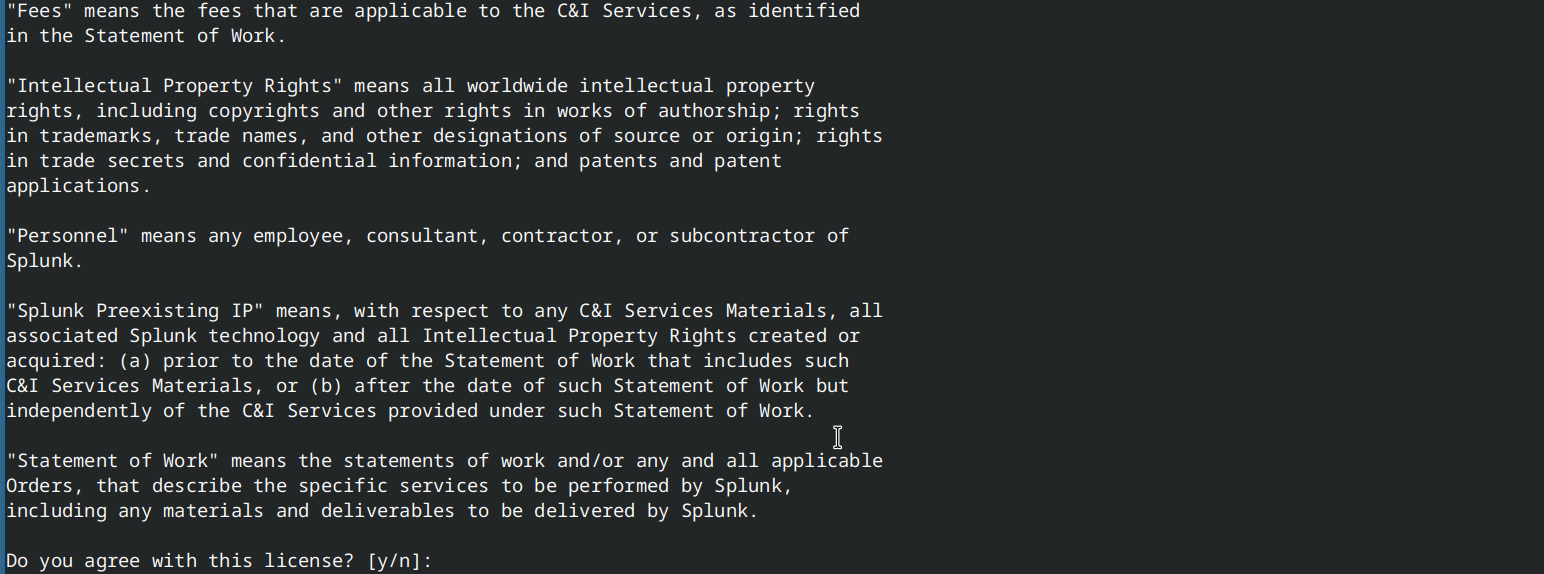 "Fees" means the fees that are applicable to the C&I Services, as identified
in the Statement of Work.
"Intellectual Property Rights" means all worldwide intellectual property
rights, including copyrights and other rights in works of authorship; rights
in trademarks, trade names, and other designations of source or origin; rights
in trade secrets and confidential information; and patents and patent
applications.
"Personnel" means any employee, consultant, contractor, or subcontractor of
Splunk.
"Splunk Preexisting IP" means, with respect to any C&I Services Materials, all
associated Splunk technology and all Intellectual Property Rights created or
acquired: (a) prior to the date of the Statement of Work that includes such
C&I Services Materials, or (b) after the date of such Statement of Work but
independently of the C&I Services provided under such Statement of Work.
"Statement of Work" means the statements of work and/or any and all applicable
Orders, that describe the specific services to be performed by Splunk,
including any materials and deliverables to be delivered by Splunk.
Do you agree with this license? [y/n]: